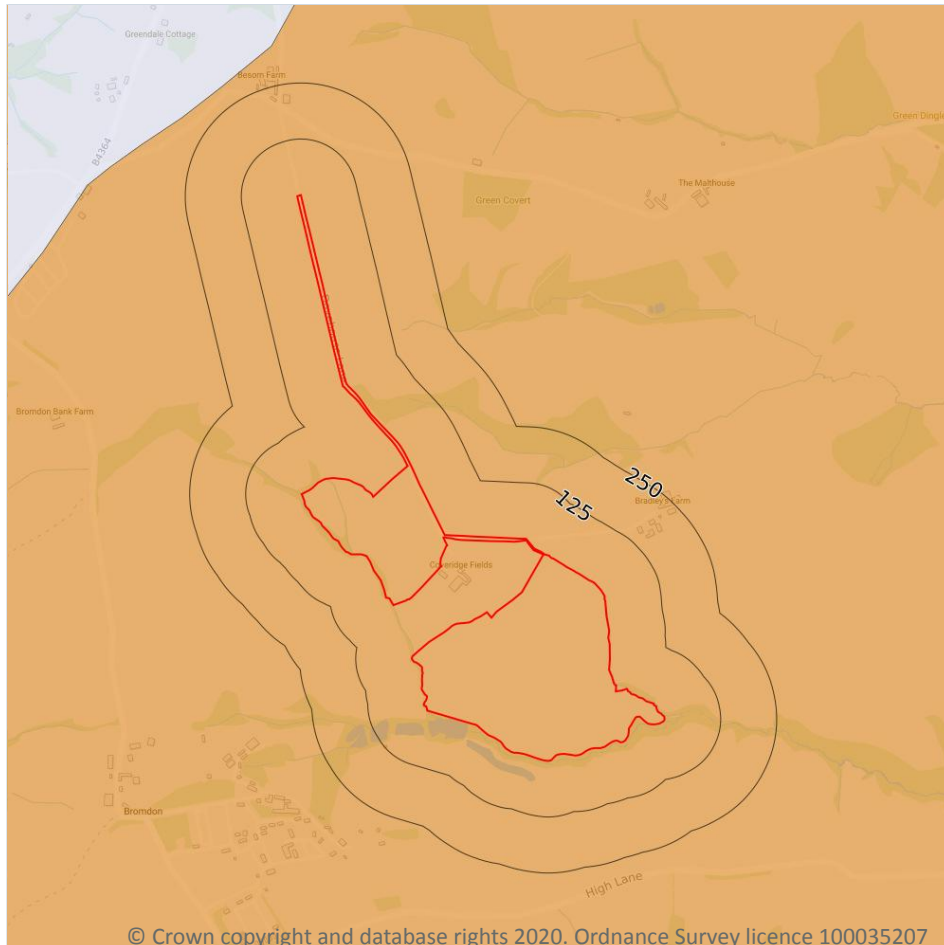 Greendale Cottage
Besom Farm
B4364
Green Dingle
The Malthouse
Green Covert
Bromdon Bank Farm
250
125
Bradley's Farm
Coveridge Fields
Bromdon
High Lane
© Crown copyright and database rights 2020. Ordnance Survey licence 100035207